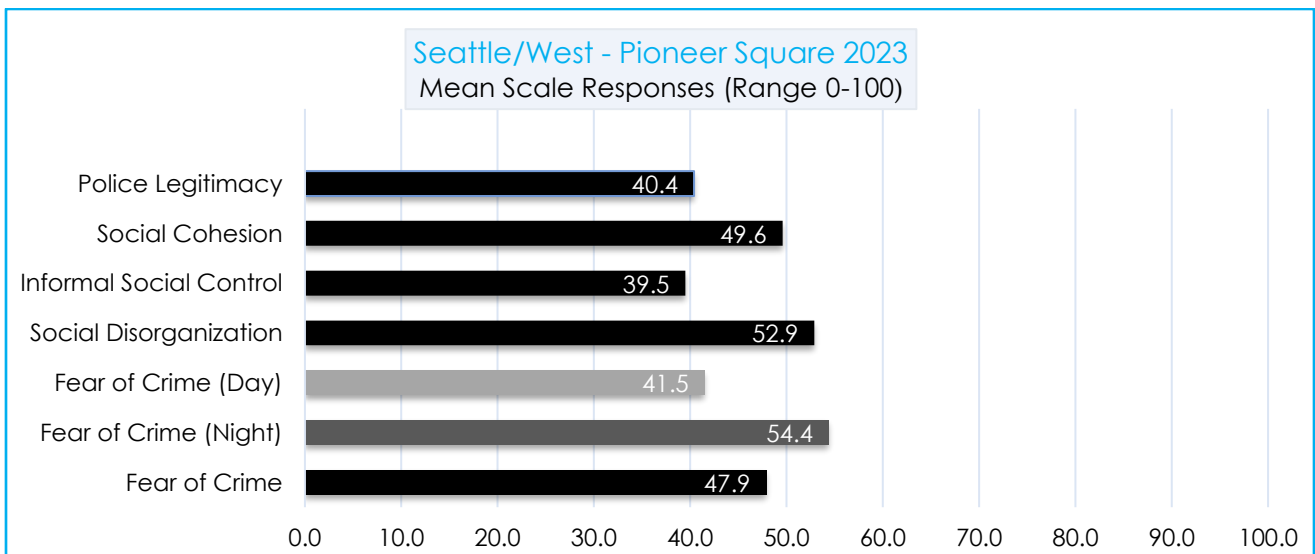 Seattle/West - Pioneer Square 2023
Mean Scale Responses (Range 0-100)
Police Legitimacy 40.4
Social Cohesion 49.6
Informal Social Control 39.5
Social Disorganization 52.9
Fear of Crime (Day) 41.5
Fear of Crime (Night) 54.4
Fear of Crime 47.9
0.0 10.0 20.0 30.0 40.0 50.0 60.0 70.0 80.0 90.0 100.0